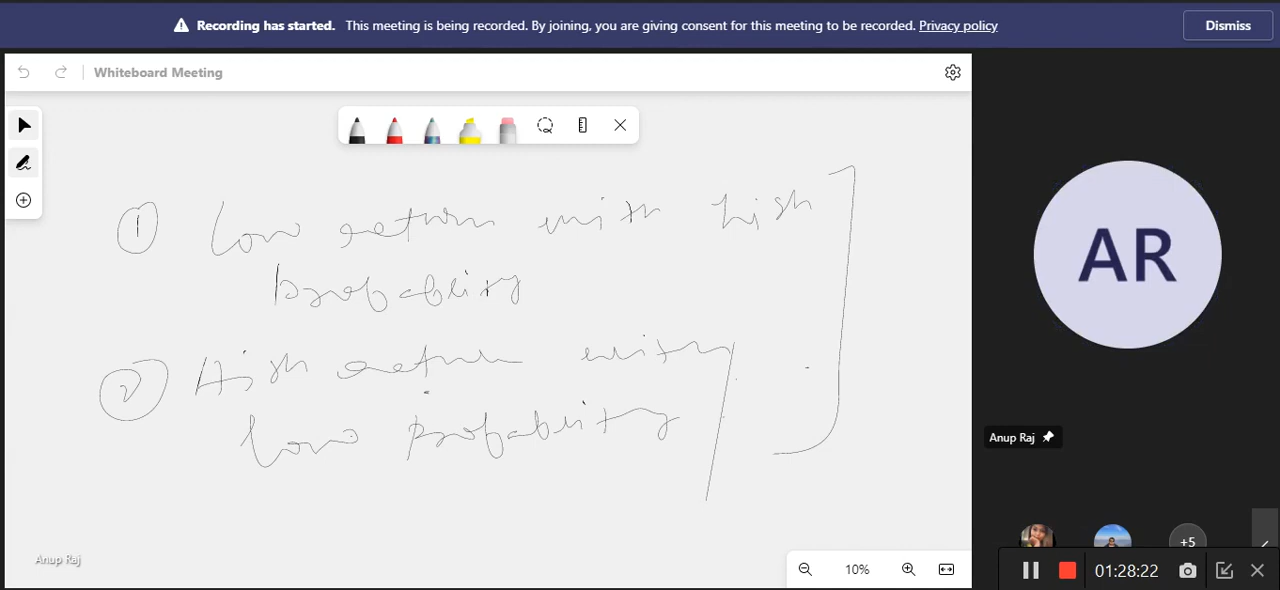 Recording has started. This meeting is being recorded. By joining, you are giving consent for this meeting to be recorded. Privacy policy
Dismiss
Whiteboard Meeting
① Low return with high
probablity
② High return with
low probability
AR
Anup Raj
Anup Raj
+5
10%
01:28:22